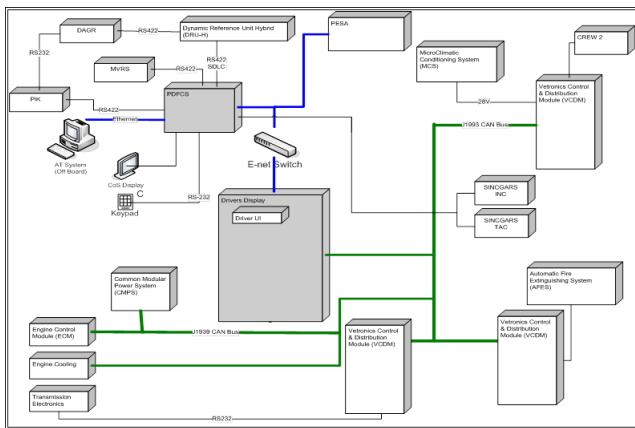 DAGR
RS422
Dynamic Reference Unit Hybrid
(DRU-H)
PESA
CREW 2
RS232
MVRS
RS422
RS422
SDLC
MicroClimatic
Conditioning System
(MCS)
Vetronics Control
& Distribution
Module (VCDM)
PIK
RS422
PDFCS
28V
Ethernet
J1993 CAN Bus
AT System
(Off Board)
CoS Display
C
E-net Switch
Keypad
RS-232
SINCGARS
INC
SINCGARS
TAC
Drivers Display
Driver UI
Common Modular
Power System
(CMPS)
Automatic Fire
Extinguishing System
(AFES)
Engine Control
Module (ECM)
J1939 CAN Bus
Vetronics Control
& Distribution
Module (VCDM)
Vetronics Control
& Distribution
Module (VCDM)
Engine Cooling
Transmission
Electronics
RS232